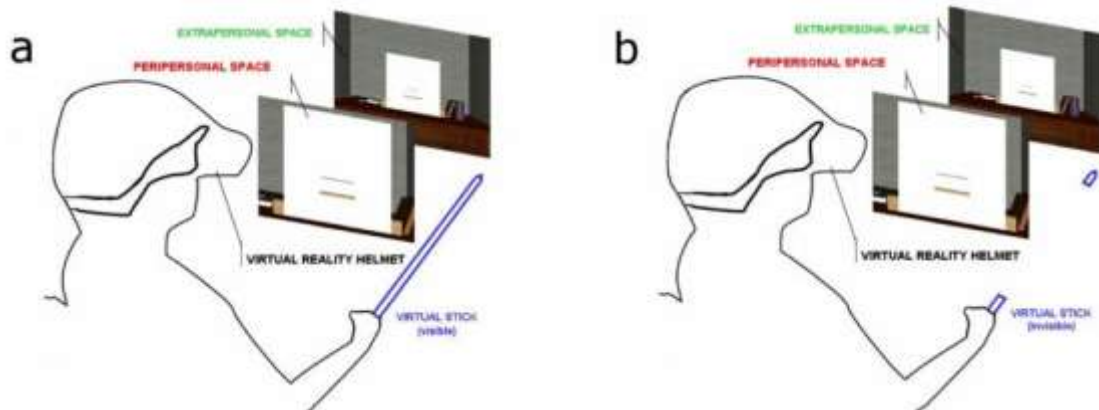 a
EXTRAPERSONAL SPACE
PERIPERSONAL SPACE
VIRTUAL REALITY HELMET
VIRTUAL STICK
(visible)
b
EXTRAPERSONAL SPACE
PERIPERSONAL SPACE
VIRTUAL REALITY HELMET
VIRTUAL STICK
(invisible)